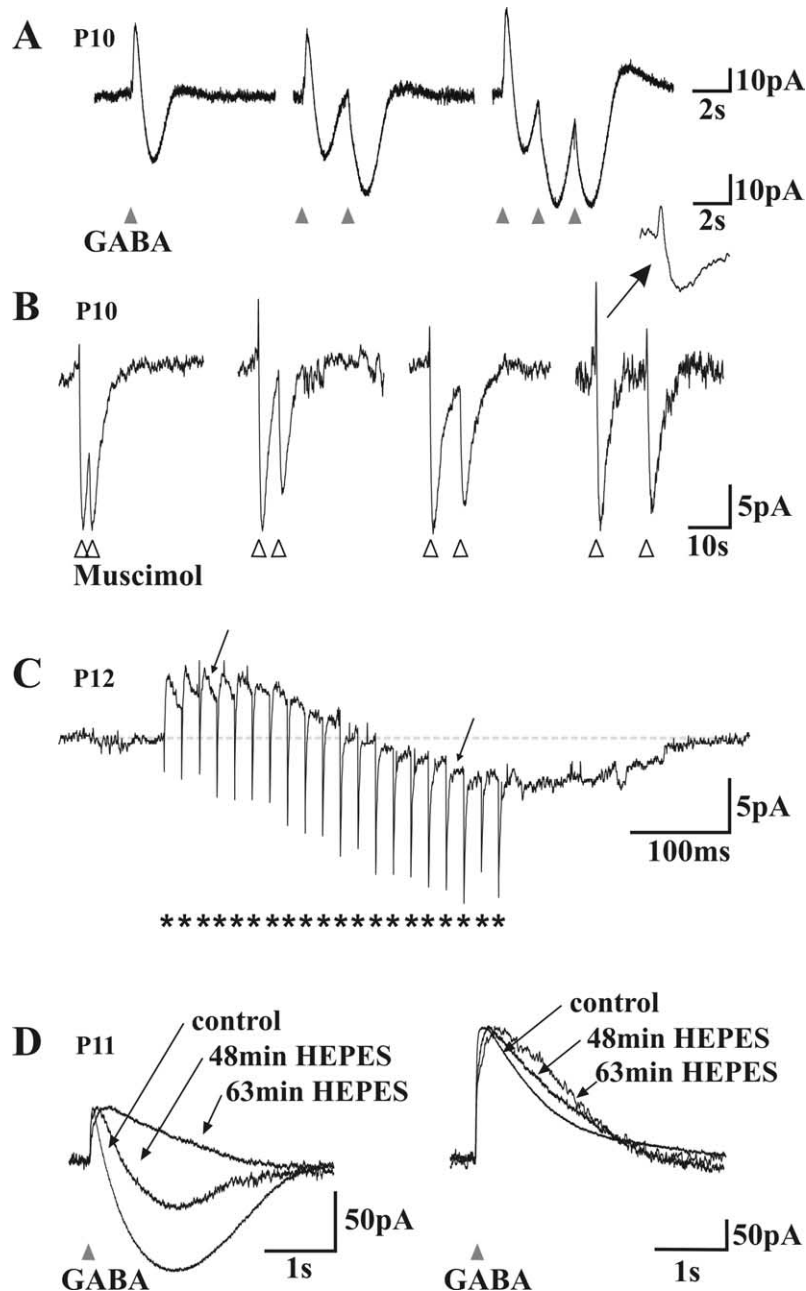 A P10
10pA
2s
10pA
2s
GABA
B P10
5pA
10s
Muscimol
C P12
5pA
100ms
********************
D P11
control
48min HEPES
63min HEPES
50pA
1s
GABA
control
48min HEPES
63min HEPES
50pA
1s
GABA